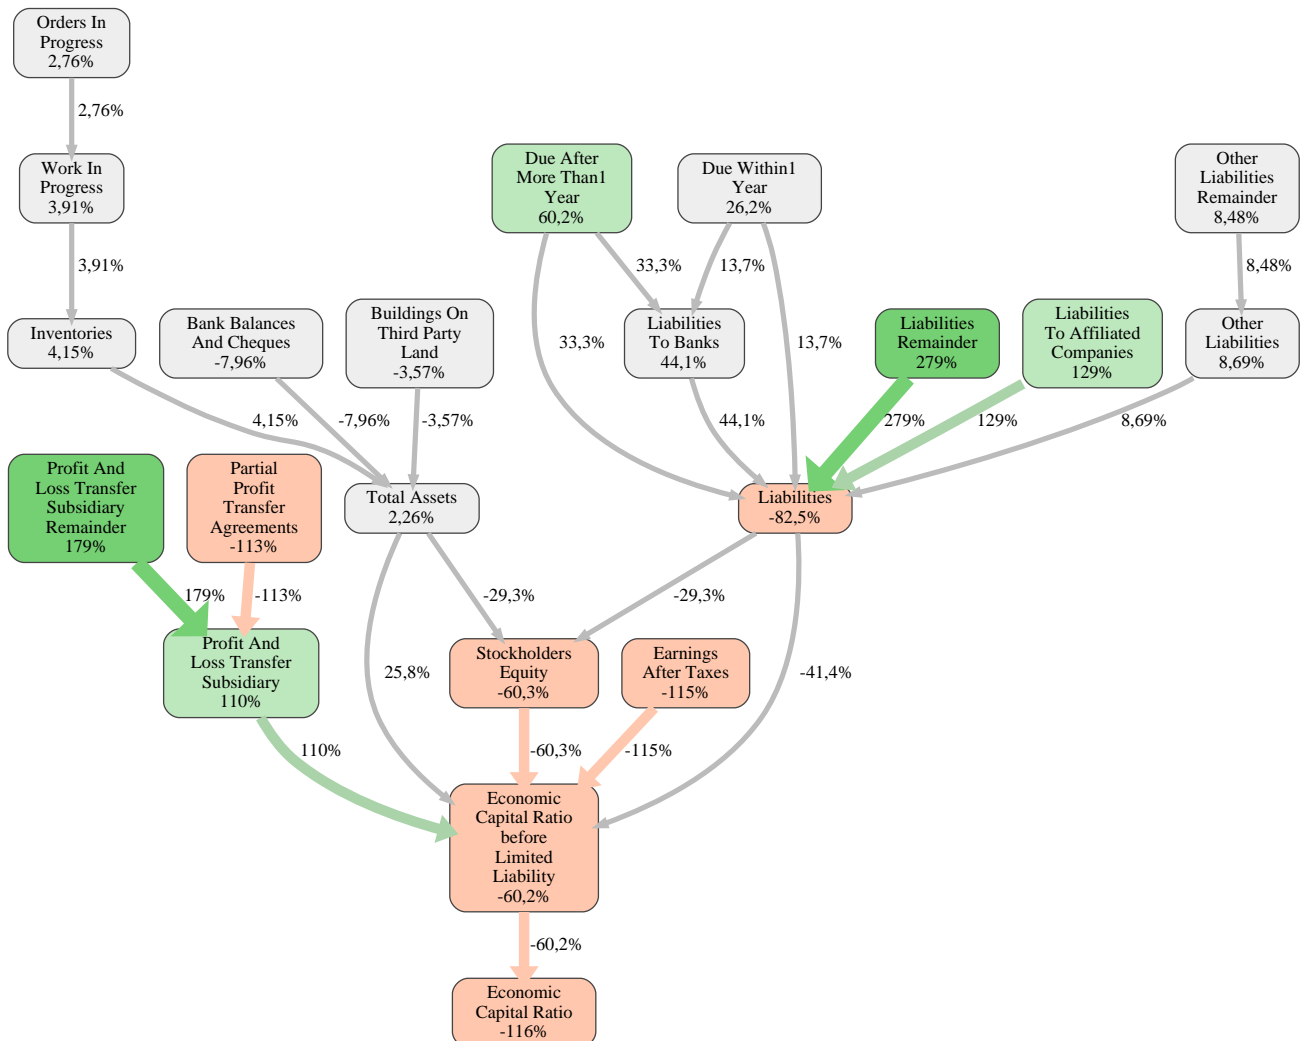 Orders In
Progress
2,76%
2,76%
Work In
Progress
3,91%
Due After
More Than1
Year
60,2%
Due Within1
Year
26,2%
Other
Liabilities
Remainder
8,48%
3,91%
33,3%
13,7%
8,48%
Inventories
4,15%
Bank Balances
And Cheques
-7,96%
Buildings On
Third Party
Land
-3,57%
33,3%
Liabilities
To Banks
44,1%
13,7%
Liabilities
Remainder
279%
Liabilities
To Affiliated
Companies
129%
Other
Liabilities
8,69%
4,15%
-7,96%
-3,57%
44,1%
279%
129%
8,69%
Profit And
Loss Transfer
Subsidiary
Remainder
179%
Partial
Profit
Transfer
Agreements
-113%
Total Assets
2,26%
Liabilities
-82,5%
179%
-113%
-29,3%
-29,3%
Profit And
Loss Transfer
Subsidiary
110%
25,8%
Stockholders
Equity
-60,3%
Earnings
After Taxes
-115%
-41,4%
110%
-60,3%
-115%
Economic
Capital Ratio
before
Limited
Liability
-60,2%
-60,2%
Economic
Capital Ratio
-116%